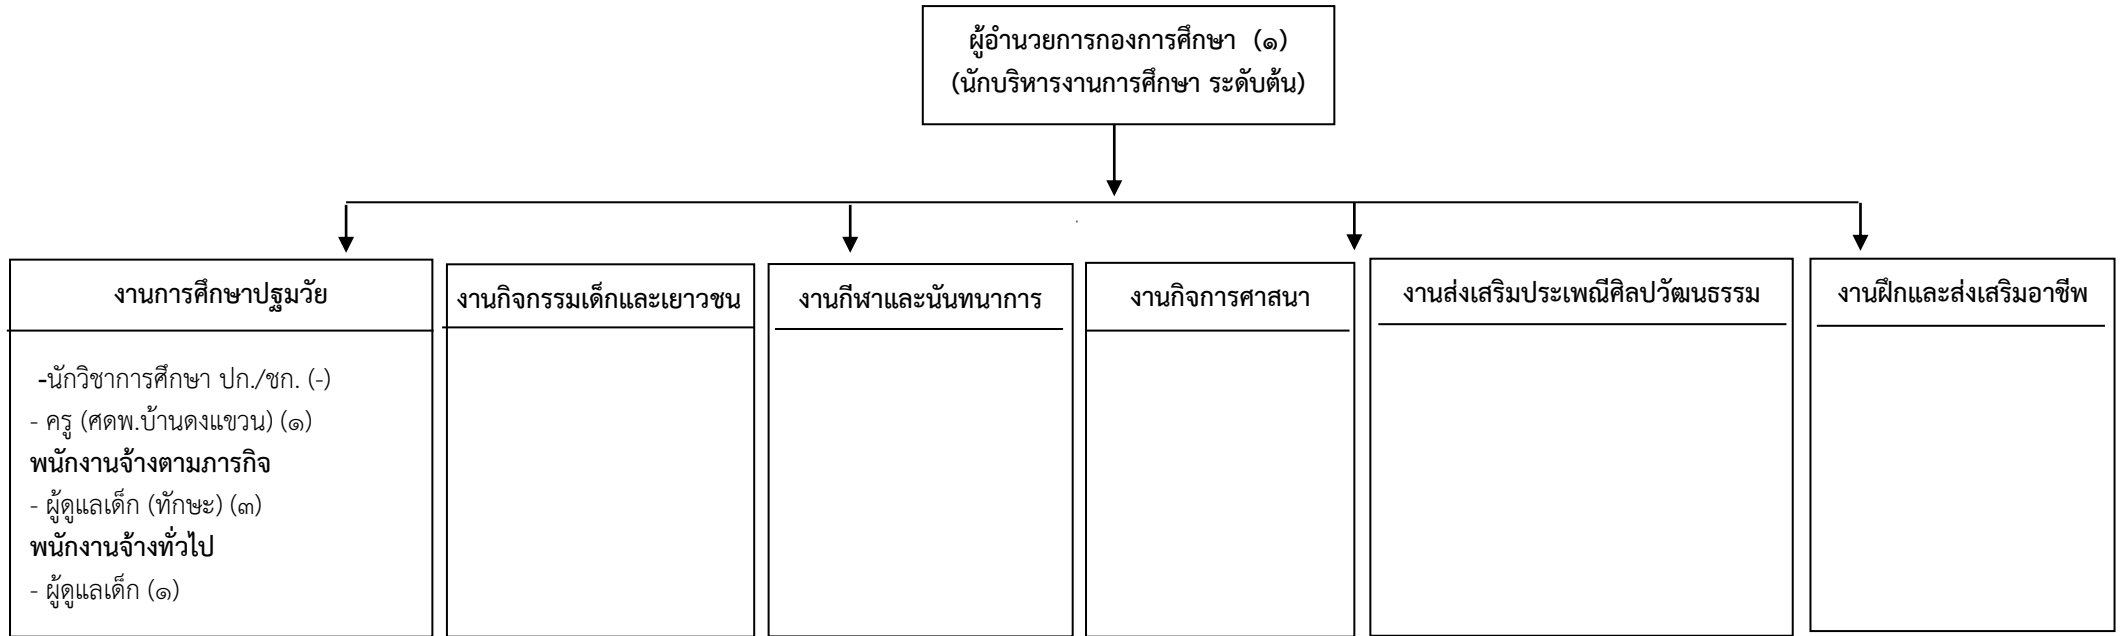 ผู้อำนวยการกองการศึกษา (๑)
(นักบริหารงานการศึกษา ระดับต้น)
งานการศึกษาปฐมวัย
-นักวิชาการศึกษา ปก./ชก. (-)
- ครู (ศดพ.บ้านดงแขวน) (๑)
พนักงานจ้างตามภารกิจ
- ผู้ดูแลเด็ก (ทักษะ) (๓)
พนักงานจ้างทั่วไป
- ผู้ดูแลเด็ก (๑)
งานกิจกรรมเด็กและเยาวชน
งานกีฬาและนันทนาการ
งานกิจการศาสนา
งานส่งเสริมประเพณีศิลปวัฒนธรรม
งานฝึกและส่งเสริมอาชีพ